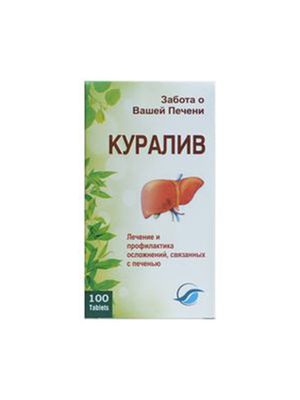 Забота о
Вашей Печени
КУРАЛИВ
Лечение и
профилактика
осложнений, связанных
с печенью
100
Tablets